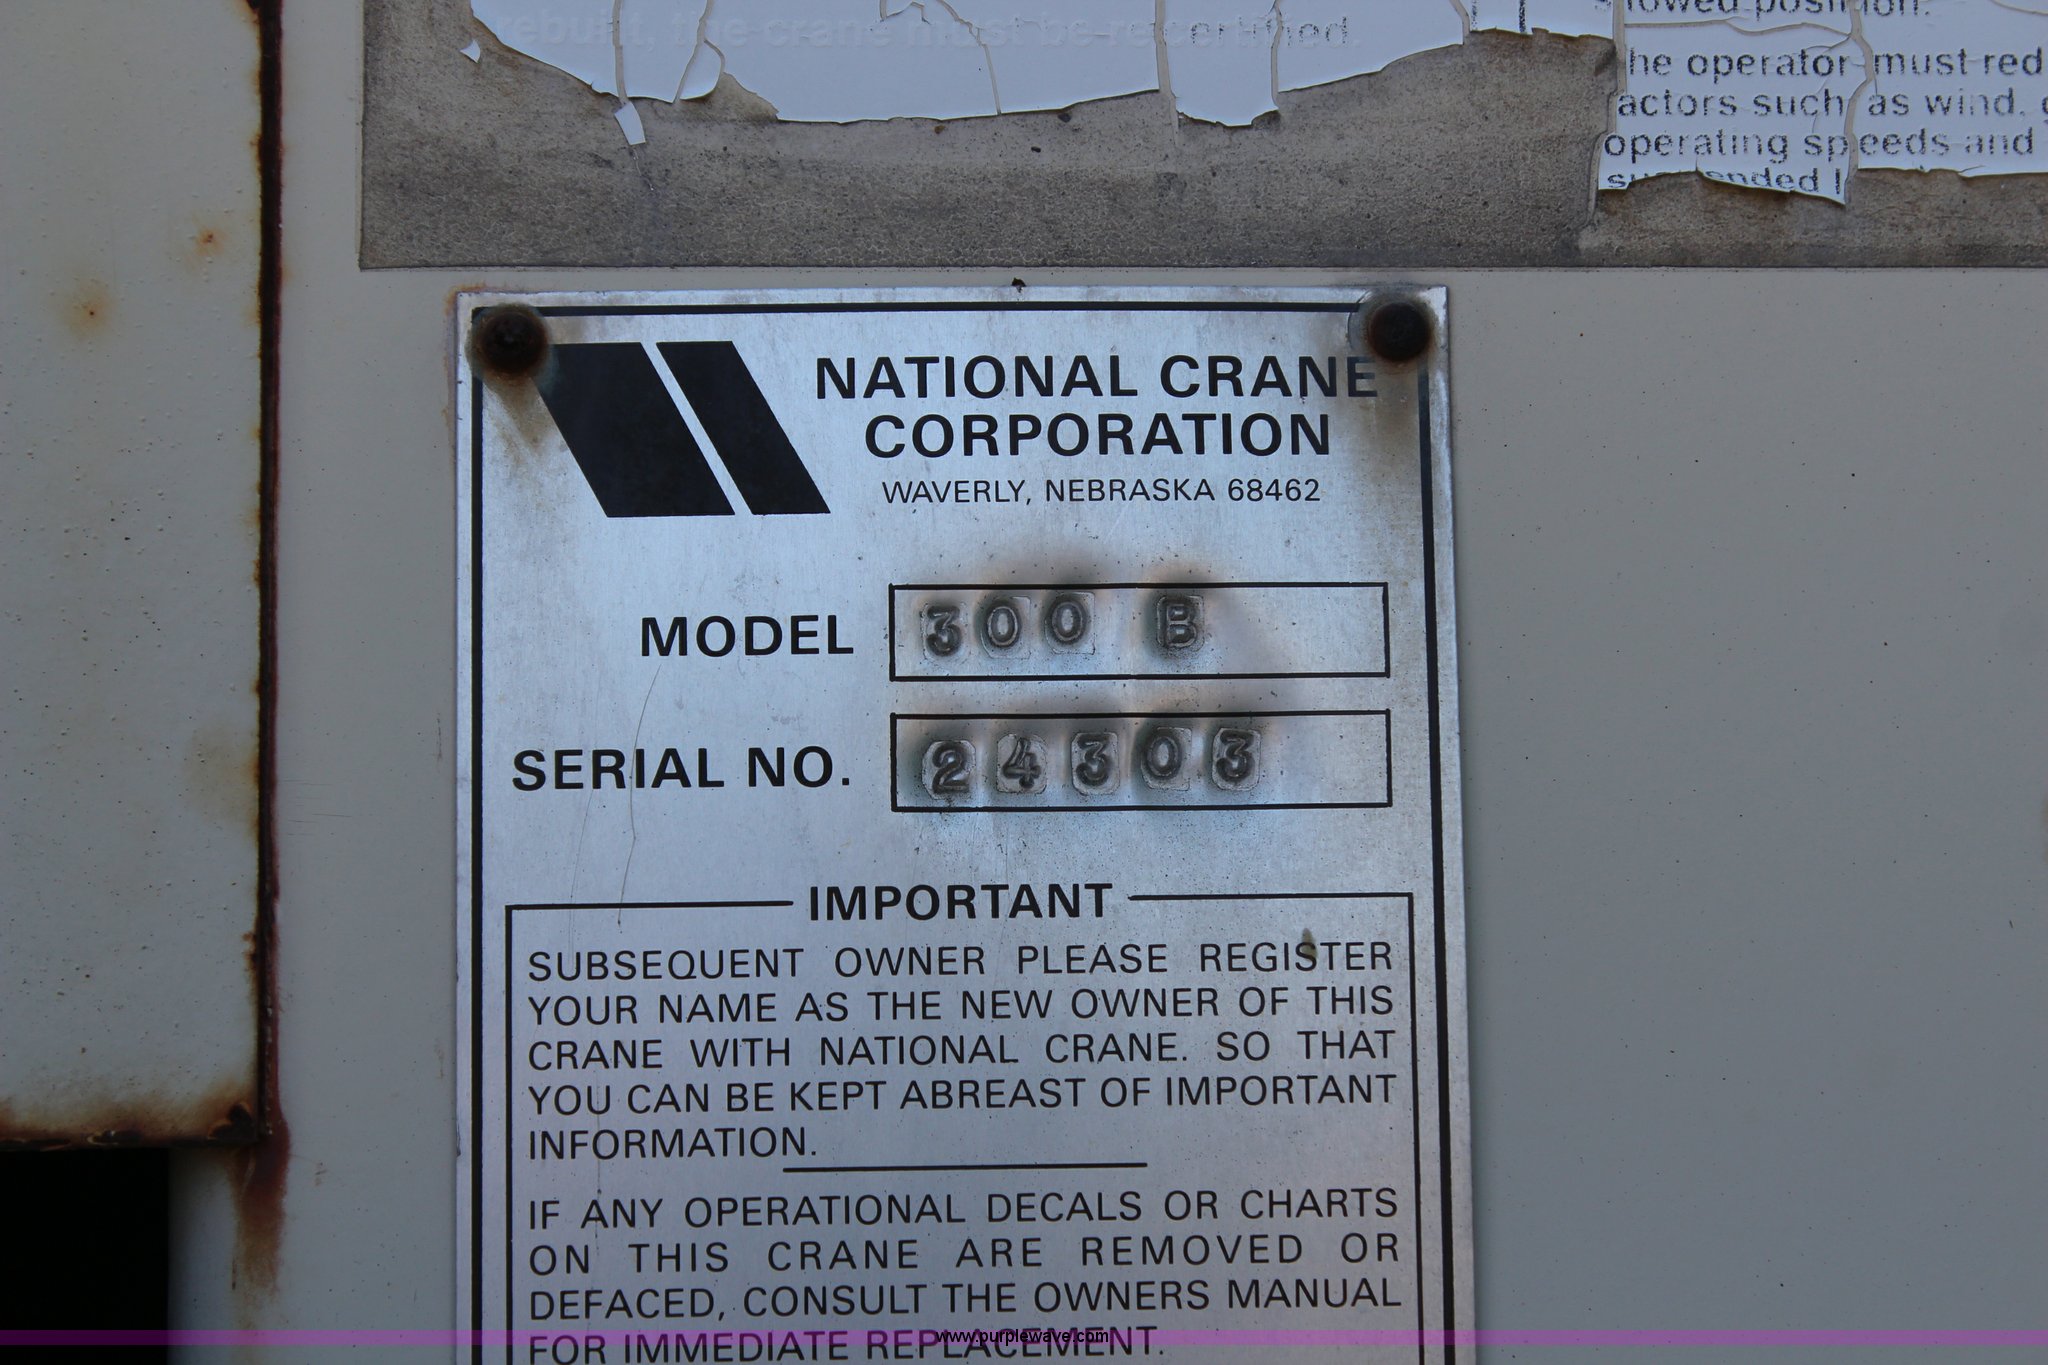 rebuilt, the crane must be recertified.
lowed position.
he operator must red
actors such as wind, g
operating speeds and
NATIONAL CRANE
CORPORATION
WAVERLY, NEBRASKA 68462
MODEL 300 B
SERIAL NO. 24303
IMPORTANT
SUBSEQUENT OWNER PLEASE REGISTER
YOUR NAME AS THE NEW OWNER OF THIS
CRANE WITH NATIONAL CRANE. SO THAT
YOU CAN BE KEPT ABREAST OF IMPORTANT
INFORMATION.
IF ANY OPERATIONAL DECALS OR CHARTS
ON THIS CRANE ARE REMOVED OR
DEFACED, CONSULT THE OWNERS MANUAL
FOR IMMEDIATE REPLACEMENT.
www.purplewave.com